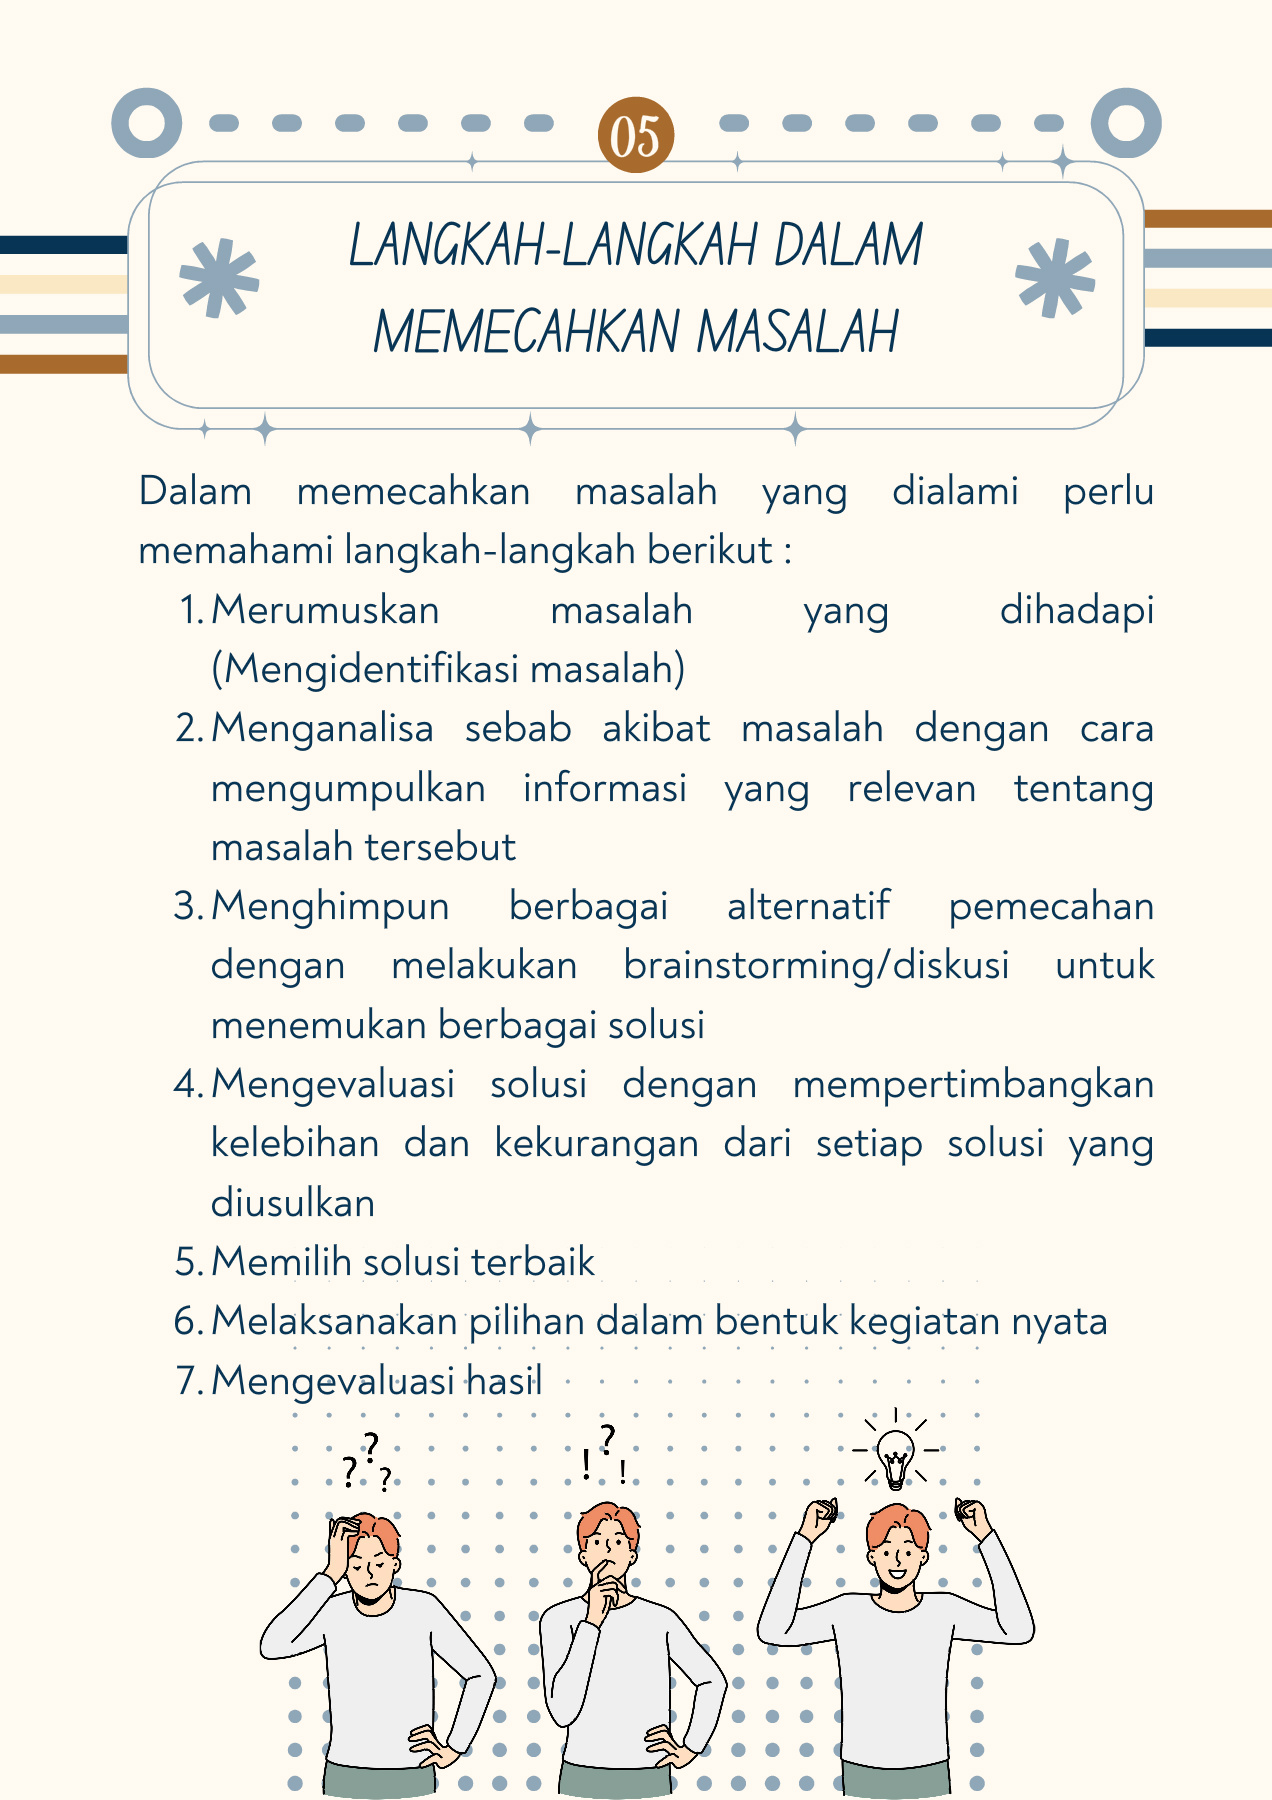 05
LANGKAH-LANGKAH DALAM
MEMECAHKAN MASALAH
Dalam memecahkan masalah yang dialami perlu
memahami langkah-langkah berikut :
1. Merumuskan masalah yang dihadapi
(Mengidentifikasi masalah)
2. Menganalisa sebab akibat masalah dengan cara
mengumpulkan informasi yang relevan tentang
masalah tersebut
3. Menghimpun berbagai alternatif pemecahan
dengan melakukan brainstorming/diskusi untuk
menemukan berbagai solusi
4. Mengevaluasi solusi dengan mempertimbangkan
kelebihan dan kekurangan dari setiap solusi yang
diusulkan
5. Memilih solusi terbaik
6. Melaksanakan pilihan dalam bentuk kegiatan nyata
7. Mengevaluasi hasil
? ? ?
! ? !